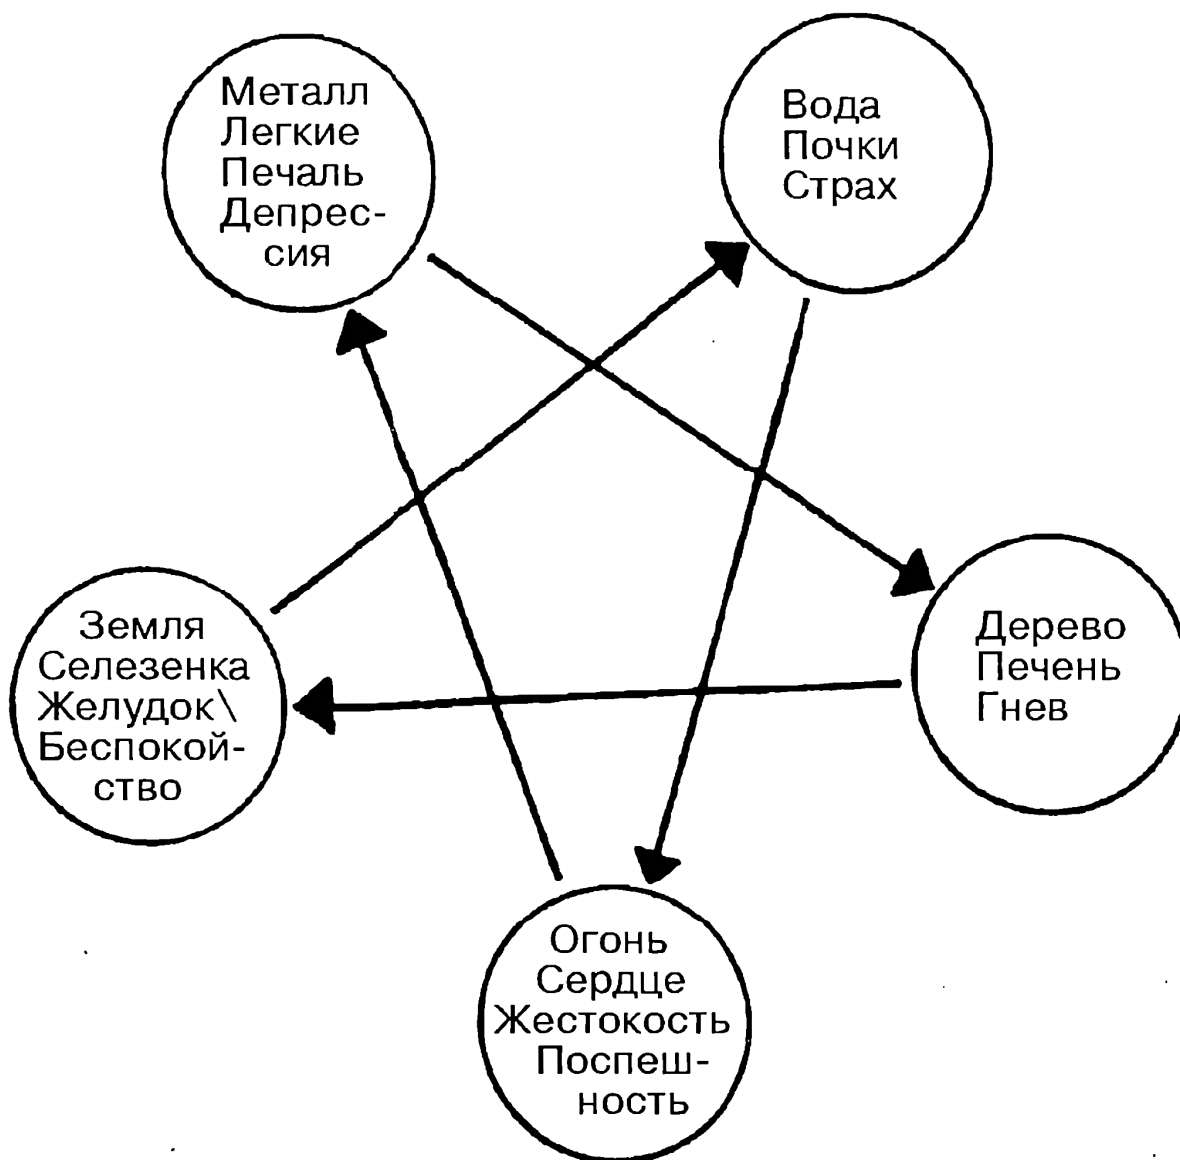 Металл
Легкие
Печаль
Депрес-
сия
Вода
Почки
Страх
Земля
Селезенка
Желудок\
Беспокой-
ство
Дерево
Печень
Гнев
Огонь
Сердце
Жестокость
Поспеш-
ность